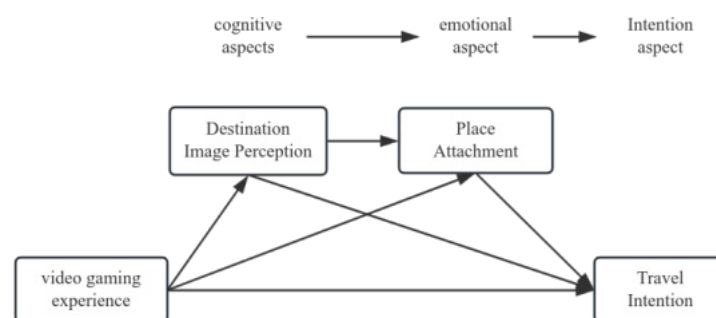 cognitive
aspects
emotional
aspect
Intention
aspect
Destination
Image Perception
Place
Attachment
video gaming
experience
Travel
Intention